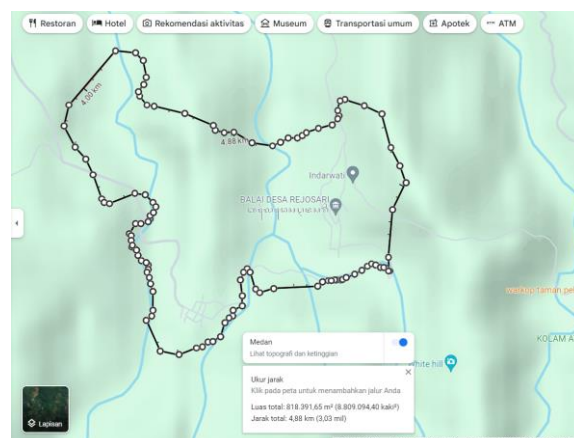 Restoran
Hotel
Rekomendasi aktivitas
Museum
Transportasi umum
Apotek
ATM
4,00 km
4,88 km
Indarwati
BALAI DESA REJOSARI
KOLAM
Medan
Lihat topografi dan ketinggian
hite hill
Ukur jarak
Klik pada peta untuk menambahkan jalur Anda
Luas total: 818.391,65 m² (8.809.094,40 kaki²)
Jarak total: 4,88 km (3,03 mil)
Lapisan